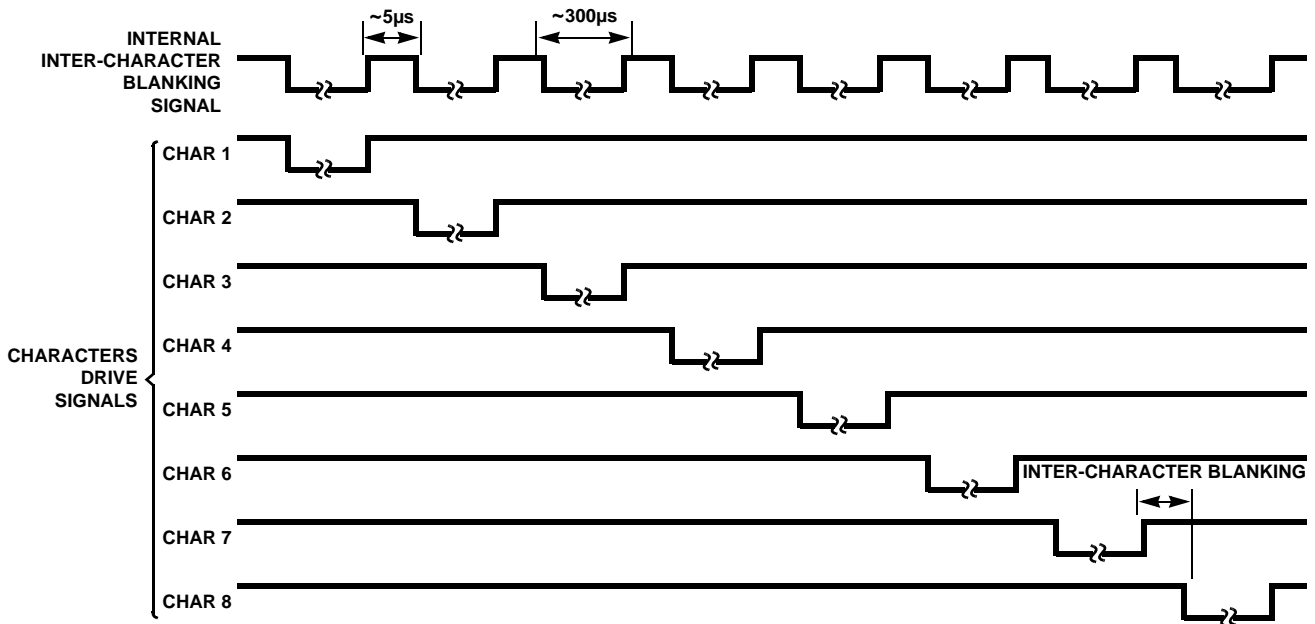 ~5µs
~300µs
INTERNAL
INTER-CHARACTER
BLANKING
SIGNAL
CHAR 1
CHAR 2
CHAR 3
CHAR 4
CHARACTERS
DRIVE
SIGNALS
CHAR 5
CHAR 6
INTER-CHARACTER BLANKING
CHAR 7
CHAR 8